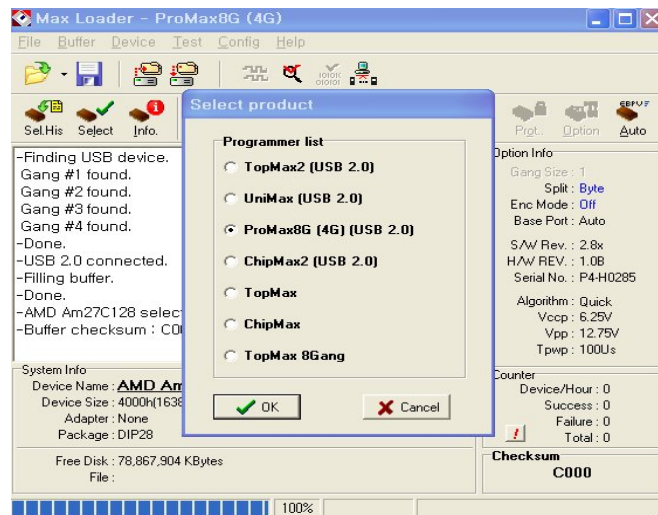 Max Loader - ProMax8G (4G)
File Buffer Device Test Config Help
Sel.His Select Info. Prgt.. Option Auto
Select product
Programmer list
TopMax2 (USB 2.0)
UniMax (USB 2.0)
ProMax8G (4G) (USB 2.0)
ChipMax2 (USB 2.0)
TopMax
ChipMax
TopMax 8Gang
OK Cancel
-Finding USB device.
Gang #1 found.
Gang #2 found.
Gang #3 found.
Gang #4 found.
-Done.
-USB 2.0 connected.
-Filling buffer.
-Done.
-AMD Am27C128 selec
-Buffer checksum : C0
Option Info
Gang Size : 1
Split : Byte
Enc Mode : Off
Base Port : Auto
S/W Rev. : 2.8x
H/W REV. : 1.0B
Serial No. : P4-H0285
Algorithm : Quick
Vccp : 6.25V
Vpp : 12.75V
Tpwp : 100Us
System Info
Device Name : AMD Am
Device Size : 4000h(1638
Adapter : None
Package : DIP28
Free Disk : 78,867,904 KBytes
File :
Counter
Device/Hour : 0
Success : 0
Failure : 0
Total : 0
Checksum
C000
100%